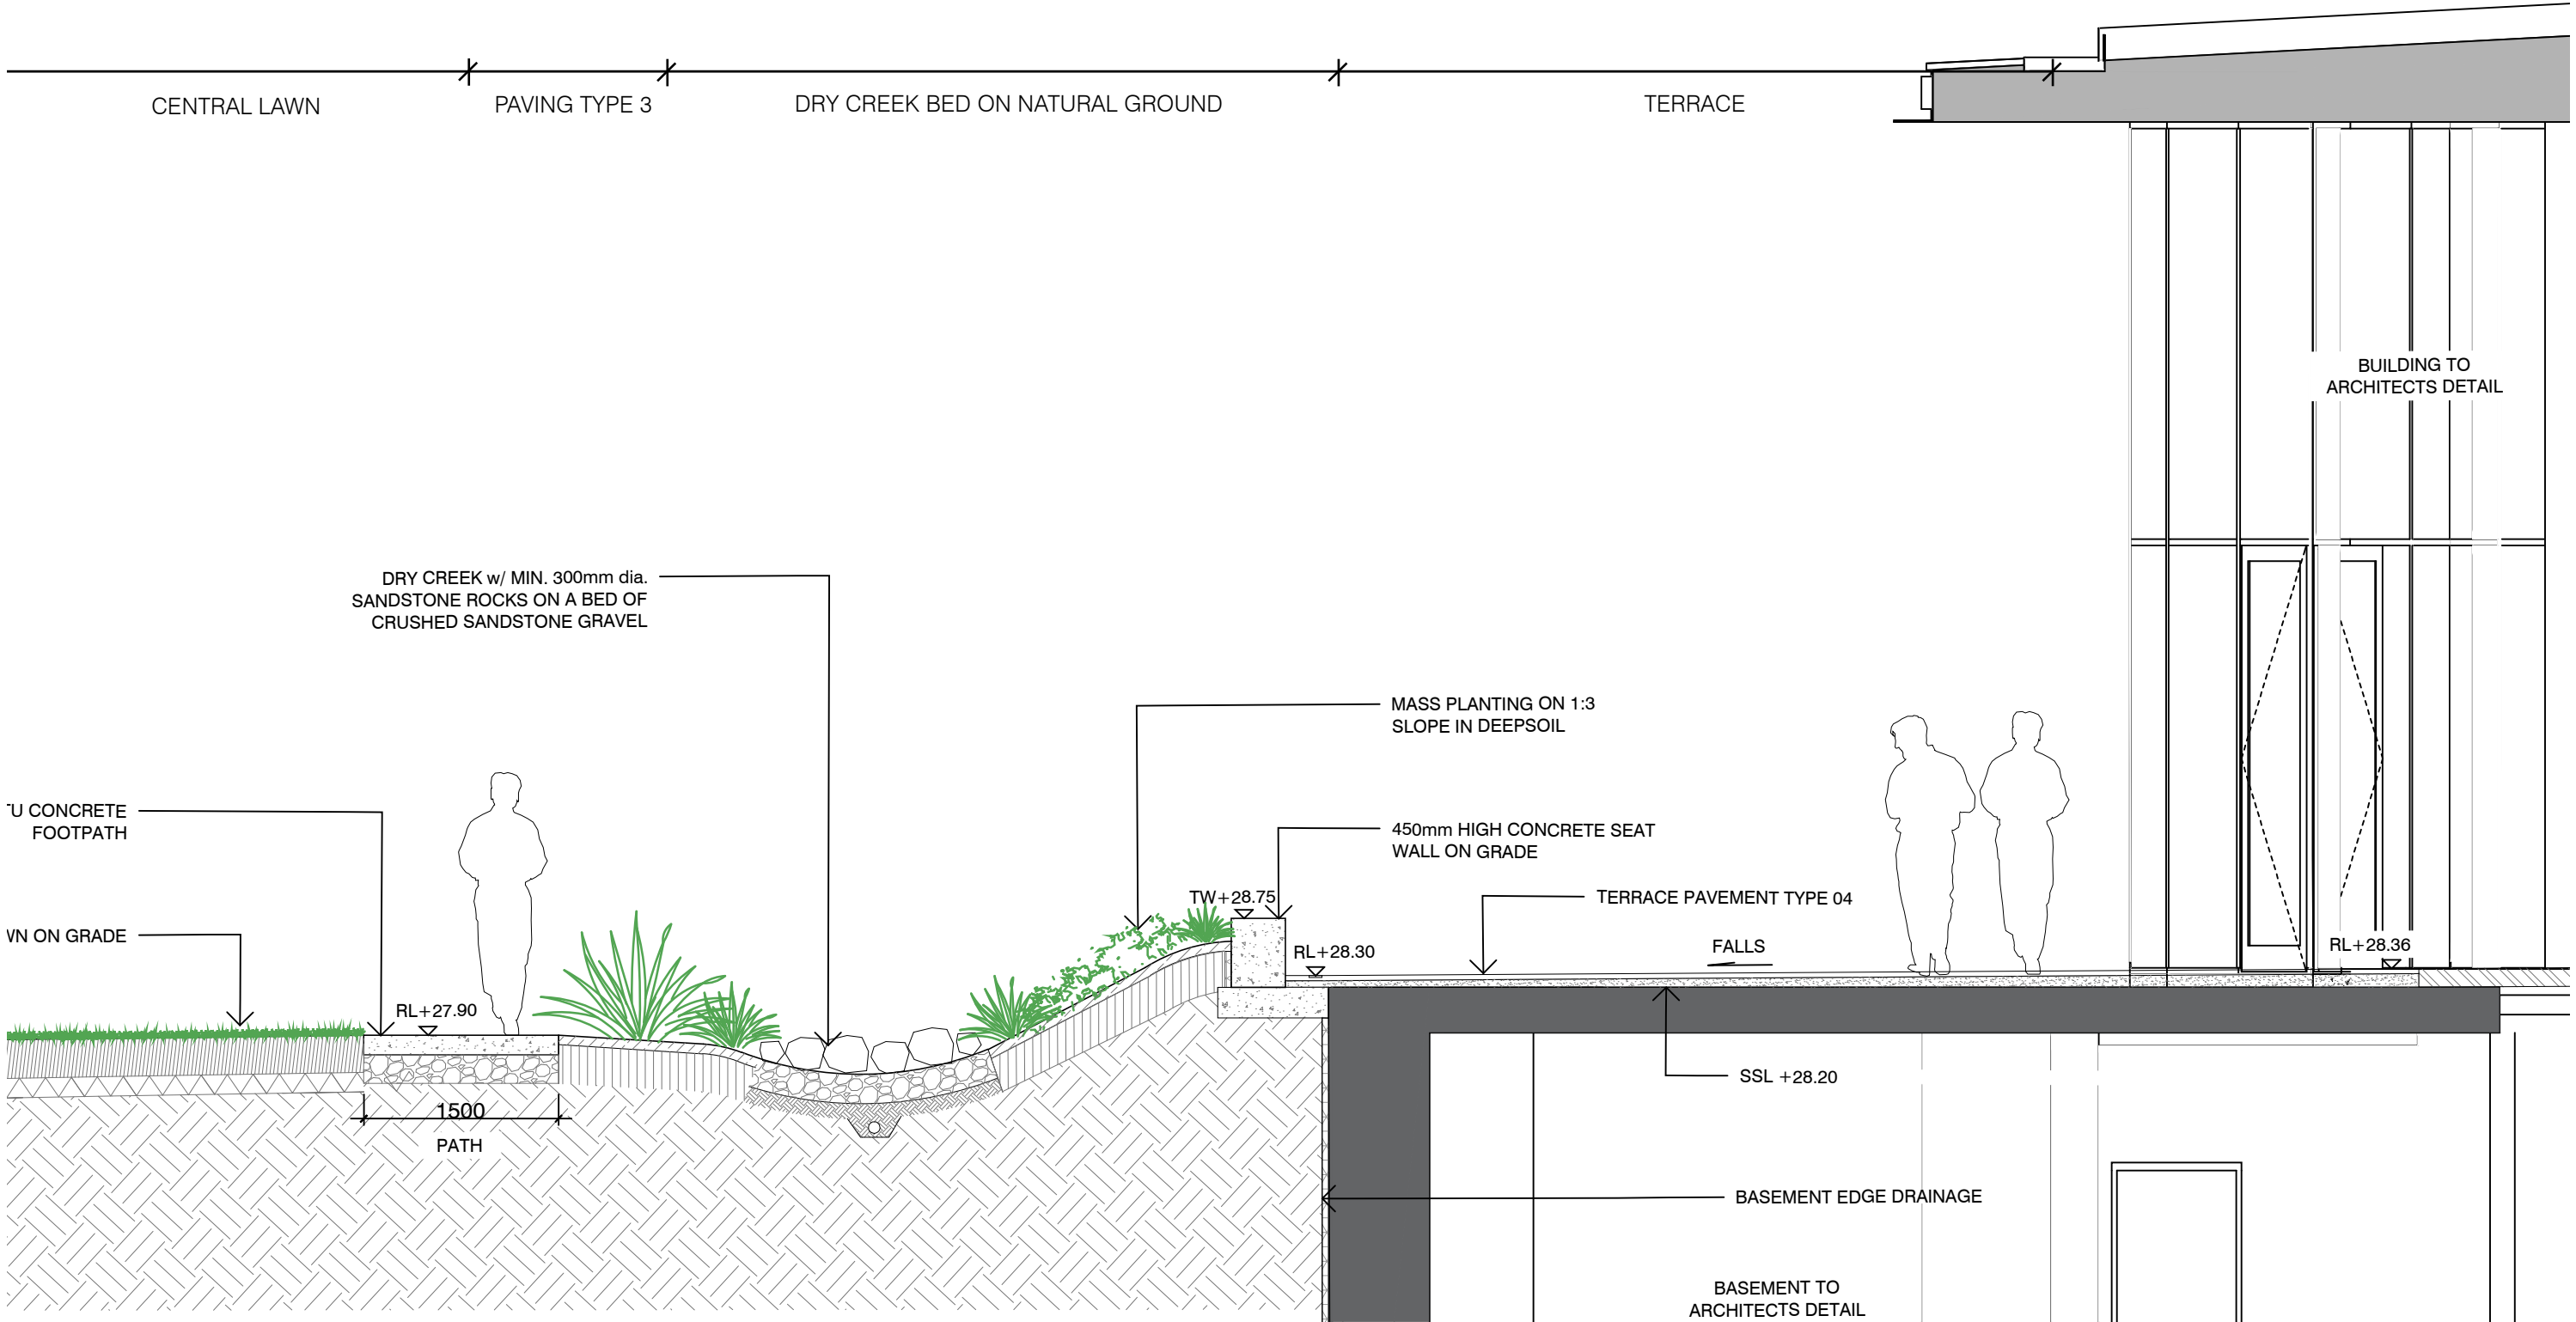 CENTRAL LAWN
PAVING TYPE 3
DRY CREEK BED ON NATURAL GROUND
TERRACE
BUILDING TO
ARCHITECTS DETAIL
DRY CREEK w/ MIN. 300mm dia.
SANDSTONE ROCKS ON A BED OF
CRUSHED SANDSTONE GRAVEL
MASS PLANTING ON 1:3
SLOPE IN DEEPSOIL
TU CONCRETE
FOOTPATH
450mm HIGH CONCRETE SEAT
WALL ON GRADE
TW+28.75
TERRACE PAVEMENT TYPE 04
WN ON GRADE
FALLS
RL+28.36
RL+28.30
RL+27.90
SSL +28.20
1500
PATH
BASEMENT EDGE DRAINAGE
BASEMENT TO
ARCHITECTS DETAIL